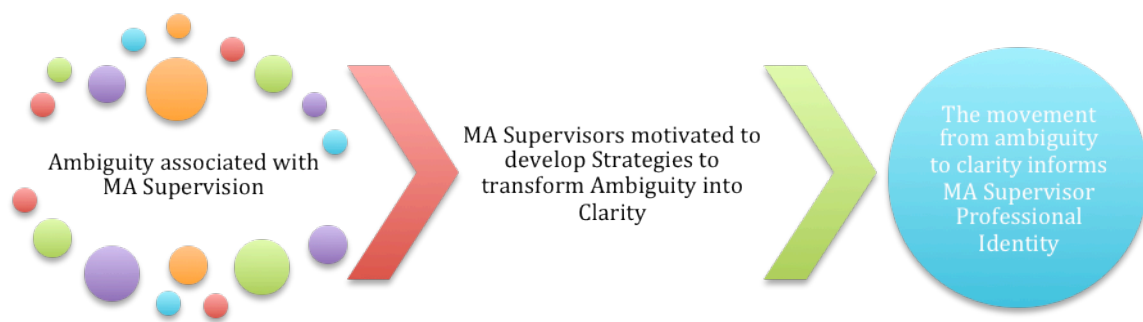 Ambiguity associated with
MA Supervision
MA Supervisors motivated to
develop Strategies to
transform Ambiguity into
Clarity
The movement
from ambiguity
to clarity informs
MA Supervisor
Professional
Identity